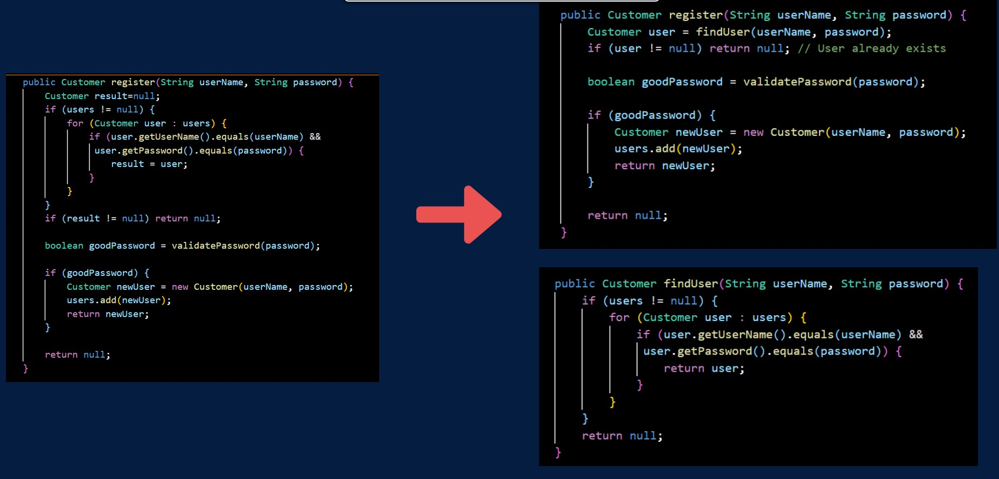 public Customer register(String userName, String password) {
Customer result=null;
if (users != null) {
for (Customer user : users) {
if (user.getUserName().equals(userName) &&
user.getPassword().equals(password)) {
result = user;
}
}
}
if (result != null) return null;
boolean goodPassword = validatePassword(password);
if (goodPassword) {
Customer newUser = new Customer(userName, password);
users.add(newUser);
return newUser;
}
return null;
}
public Customer register(String userName, String password) {
Customer user = findUser(userName, password);
if (user != null) return null; // User already exists
boolean goodPassword = validatePassword(password);
if (goodPassword) {
Customer newUser = new Customer(userName, password);
users.add(newUser);
return newUser;
}
return null;
}
public Customer findUser(String userName, String password) {
if (users != null) {
for (Customer user : users) {
if (user.getUserName().equals(userName) &&
user.getPassword().equals(password)) {
return user;
}
}
}
return null;
}